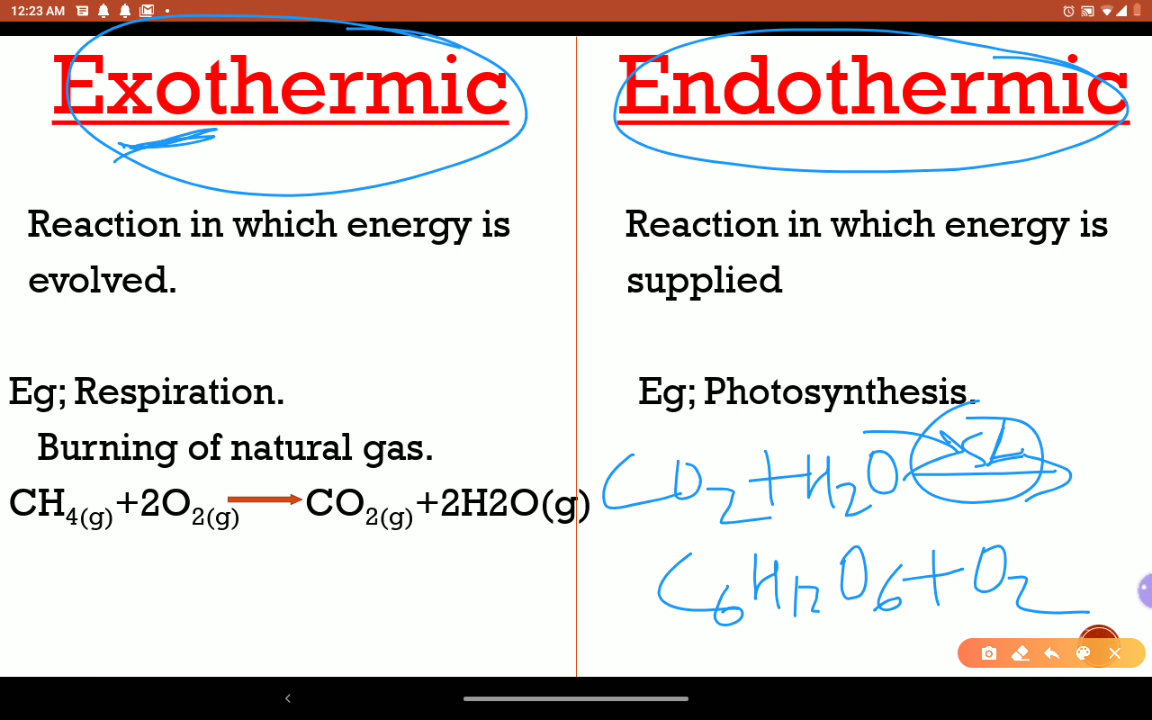 12:23 AM
Exothermic
Reaction in which energy is
evolved.
Eg; Respiration.
Burning of natural gas.
CH4(g)+2O2(g) → CO2(g)+2H2O(g)
Endothermic
Reaction in which energy is
supplied
Eg; Photosynthesis.
CO2+H2O
C6H12O6+O2